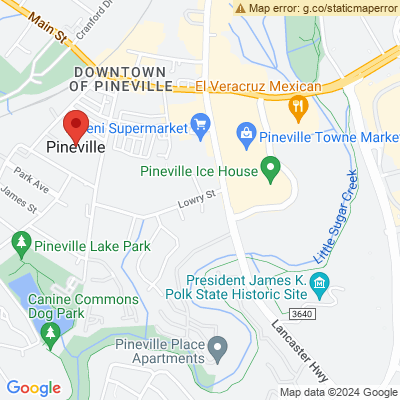 Map error: g.co/staticmaperror
Cranford Dr
Main St
DOWNTOWN
OF PINEVILLE
El Veracruz Mexican
eni Supermarket
Pineville Towne Market
Pineville
Pineville Ice House
Park Ave
James St
Lowry St
Little Sugar Creek
Pineville Lake Park
President James K.
Polk State Historic Site
Canine Commons
Dog Park
3640
Lancaster Hwy
Pineville Place
Apartments
Google
Map data ©2024 Google